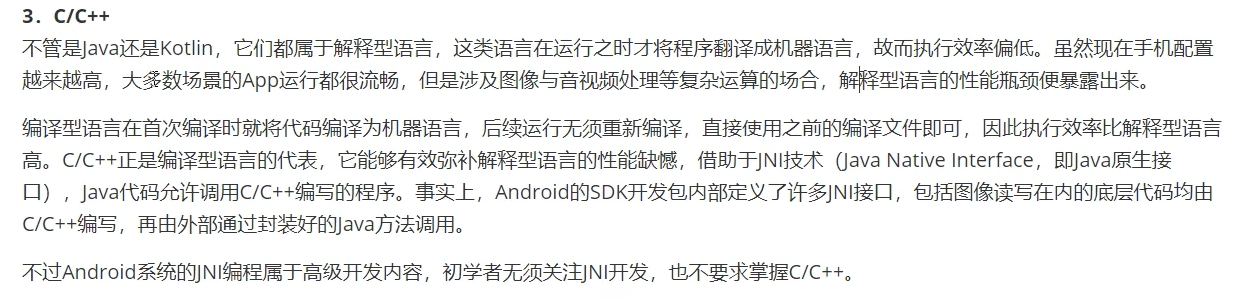 3．C/C++
不管是Java还是Kotlin，它们都属于解释型语言，这类语言在运行之时才将程序翻译成机器语言，故而执行效率偏低。虽然现在手机配置
越来越高，大多数场景的App运行都很流畅，但是涉及图像与音视频处理等复杂运算的场合，解释型语言的性能瓶颈便暴露出来。
编译型语言在首次编译时就将代码编译为机器语言，后续运行无须重新编译，直接使用之前的编译文件即可，因此执行效率比解释型语言
高。C/C++正是编译型语言的代表，它能够有效弥补解释型语言的性能缺憾，借助于JNI技术（Java Native Interface，即Java原生接
口），Java代码允许调用C/C++编写的程序。事实上，Android的SDK开发包内部定义了许多JNI接口，包括图像读写在内的底层代码均由
C/C++编写，再由外部通过封装好的Java方法调用。
不过Android系统的JNI编程属于高级开发内容，初学者无须关注JNI开发，也不要求掌握C/C++。